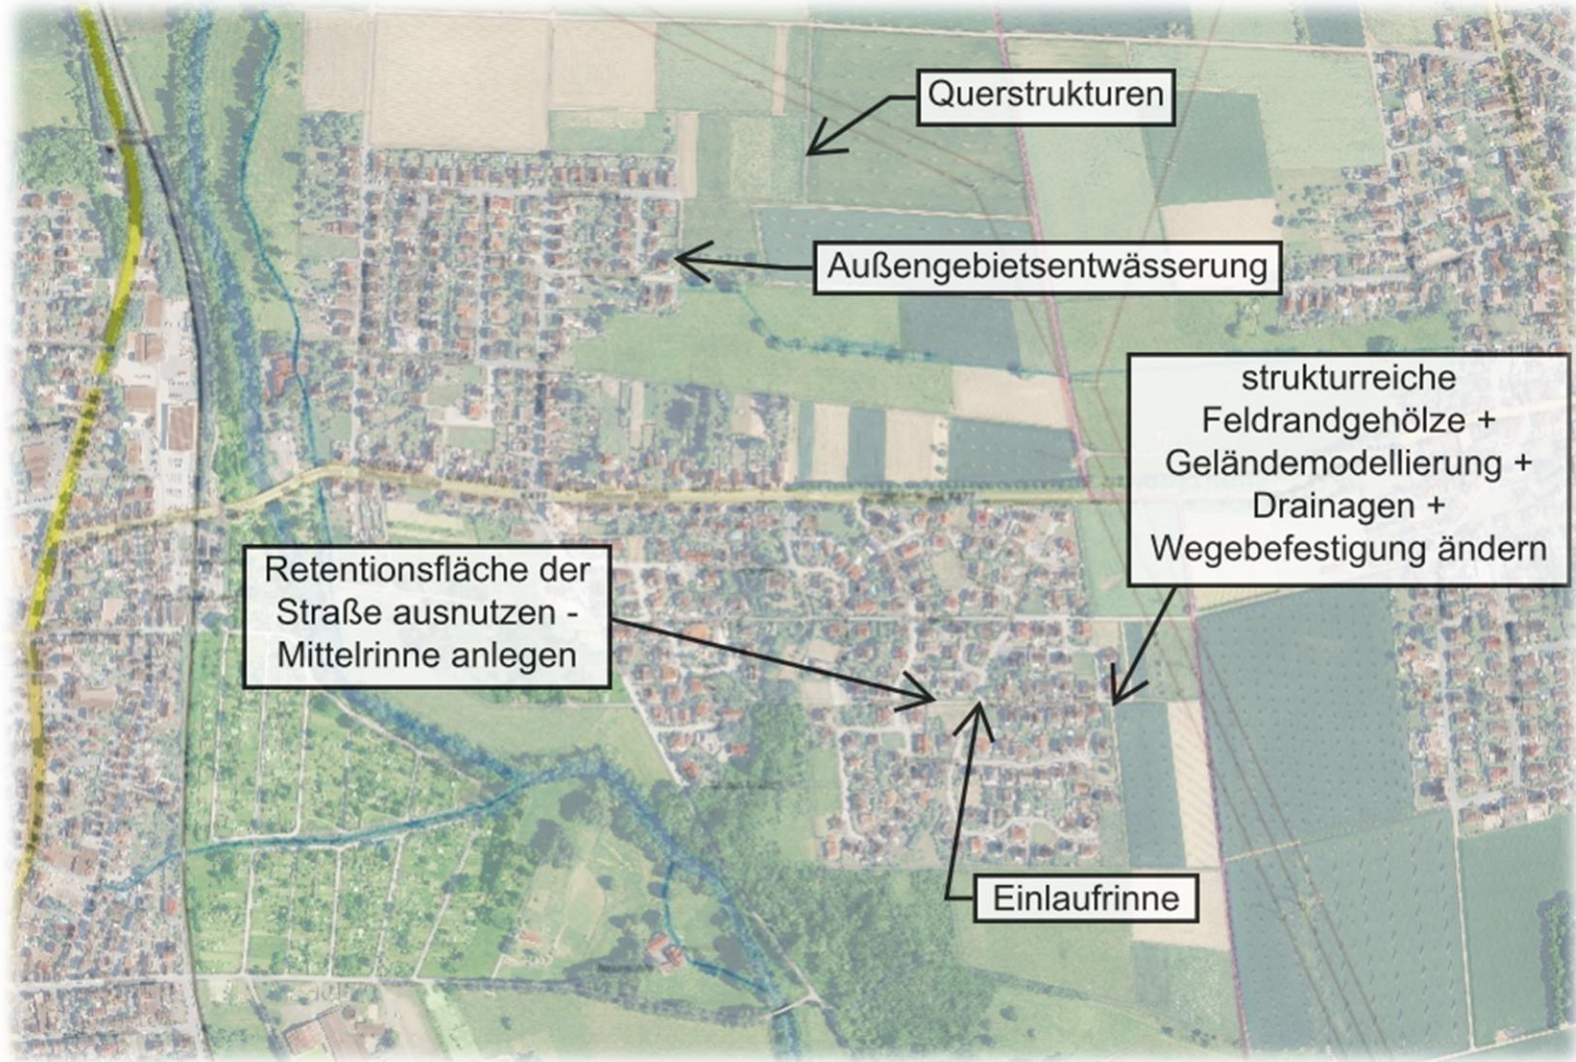 Querstrukturen
Außengebietsentwässerung
strukturreiche
Feldrandgehölze +
Geländemodellierung +
Drainagen +
Wegebefestigung ändern
Retentionsfläche der
Straße ausnutzen -
Mittelrinne anlegen
Einlaufrinne